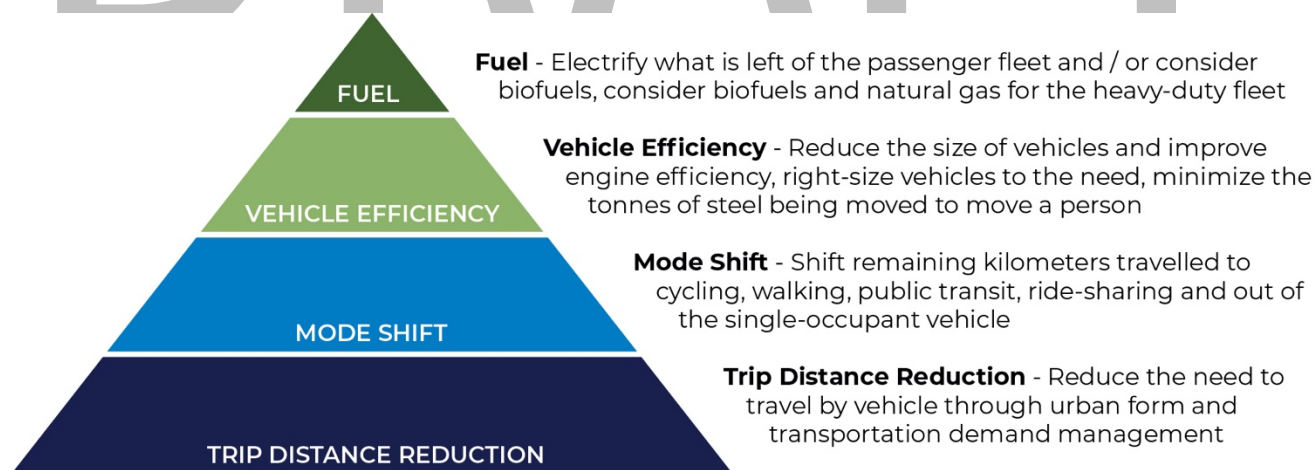 FUEL
Fuel - Electrify what is left of the passenger fleet and / or consider
biofuels, consider biofuels and natural gas for the heavy-duty fleet
VEHICLE EFFICIENCY
Vehicle Efficiency - Reduce the size of vehicles and improve
engine efficiency, right-size vehicles to the need, minimize the
tonnes of steel being moved to move a person
MODE SHIFT
Mode Shift - Shift remaining kilometers travelled to
cycling, walking, public transit, ride-sharing and out of
the single-occupant vehicle
TRIP DISTANCE REDUCTION
Trip Distance Reduction - Reduce the need to
travel by vehicle through urban form and
transportation demand management